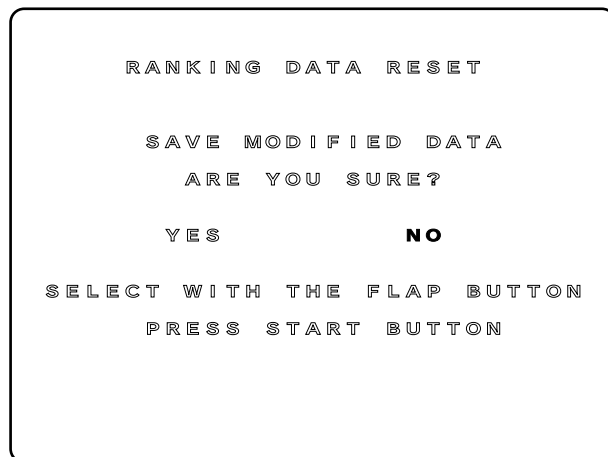 RANKING DATA RESET
SAVE MODIFIED DATA
ARE YOU SURE?
YES NO
SELECT WITH THE FLAP BUTTON
PRESS START BUTTON